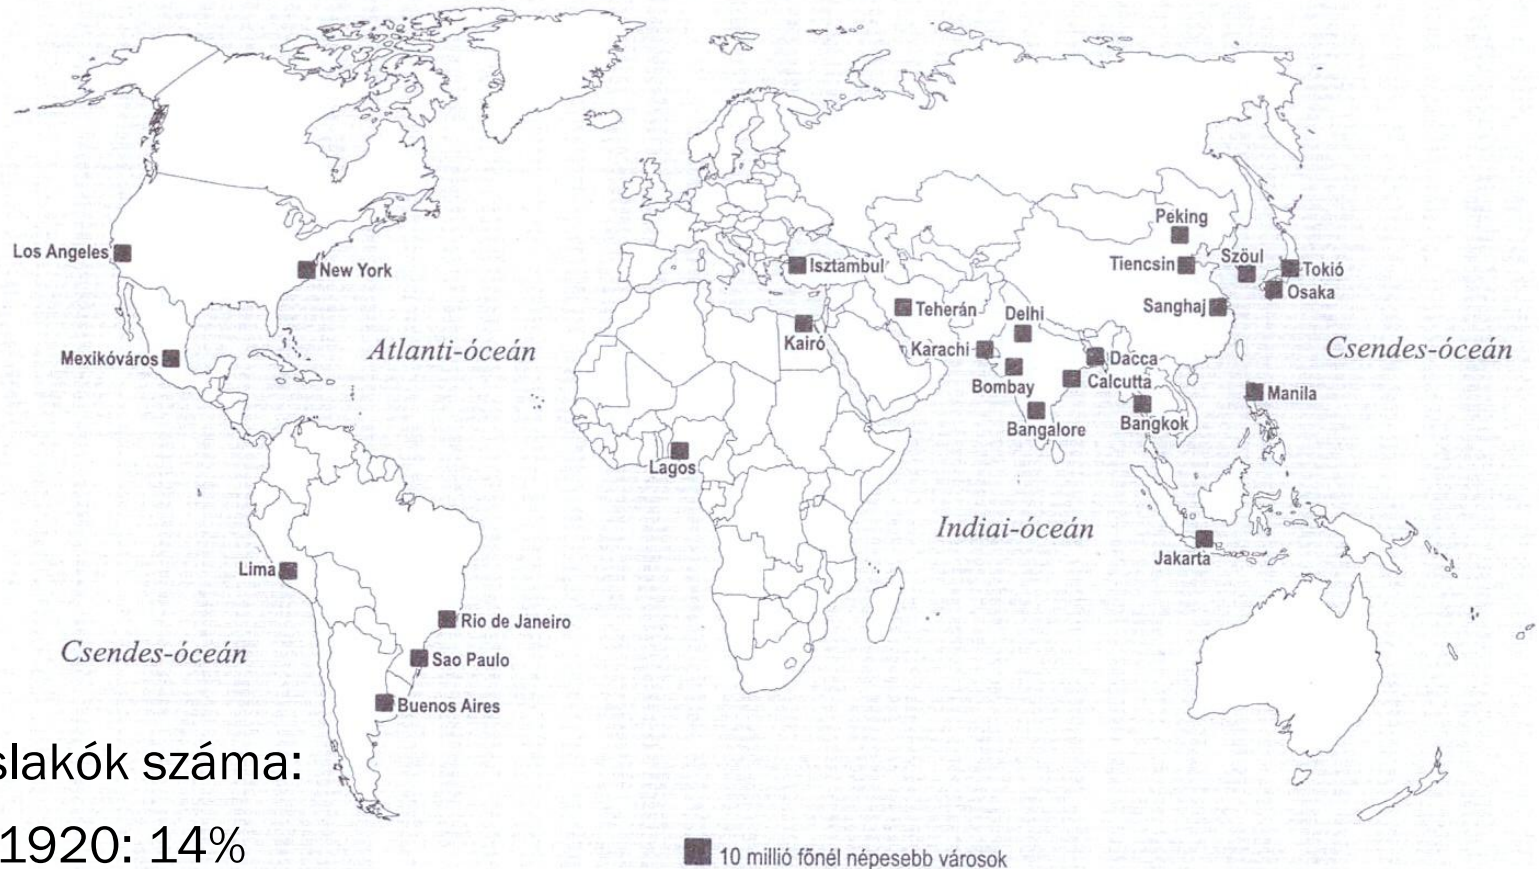 Peking
Los Angeles
New York
Isztambul
Tiencsin
Szöul
Tokió
Osaka
Teherán
Delhi
Sanghaj
Kairó
Karachi
Atlanti-óceán
Csendes-óceán
Mexikóváros
Dacca
Bombay
Calcutta
Manila
Bangalore
Bangkok
Lagos
Indiai-óceán
Jakarta
Lima
Rio de Janeiro
Csendes-óceán
Sao Paulo
Buenos Aires
slakók száma:
1920: 14%
10 millió főnél népesebb városok